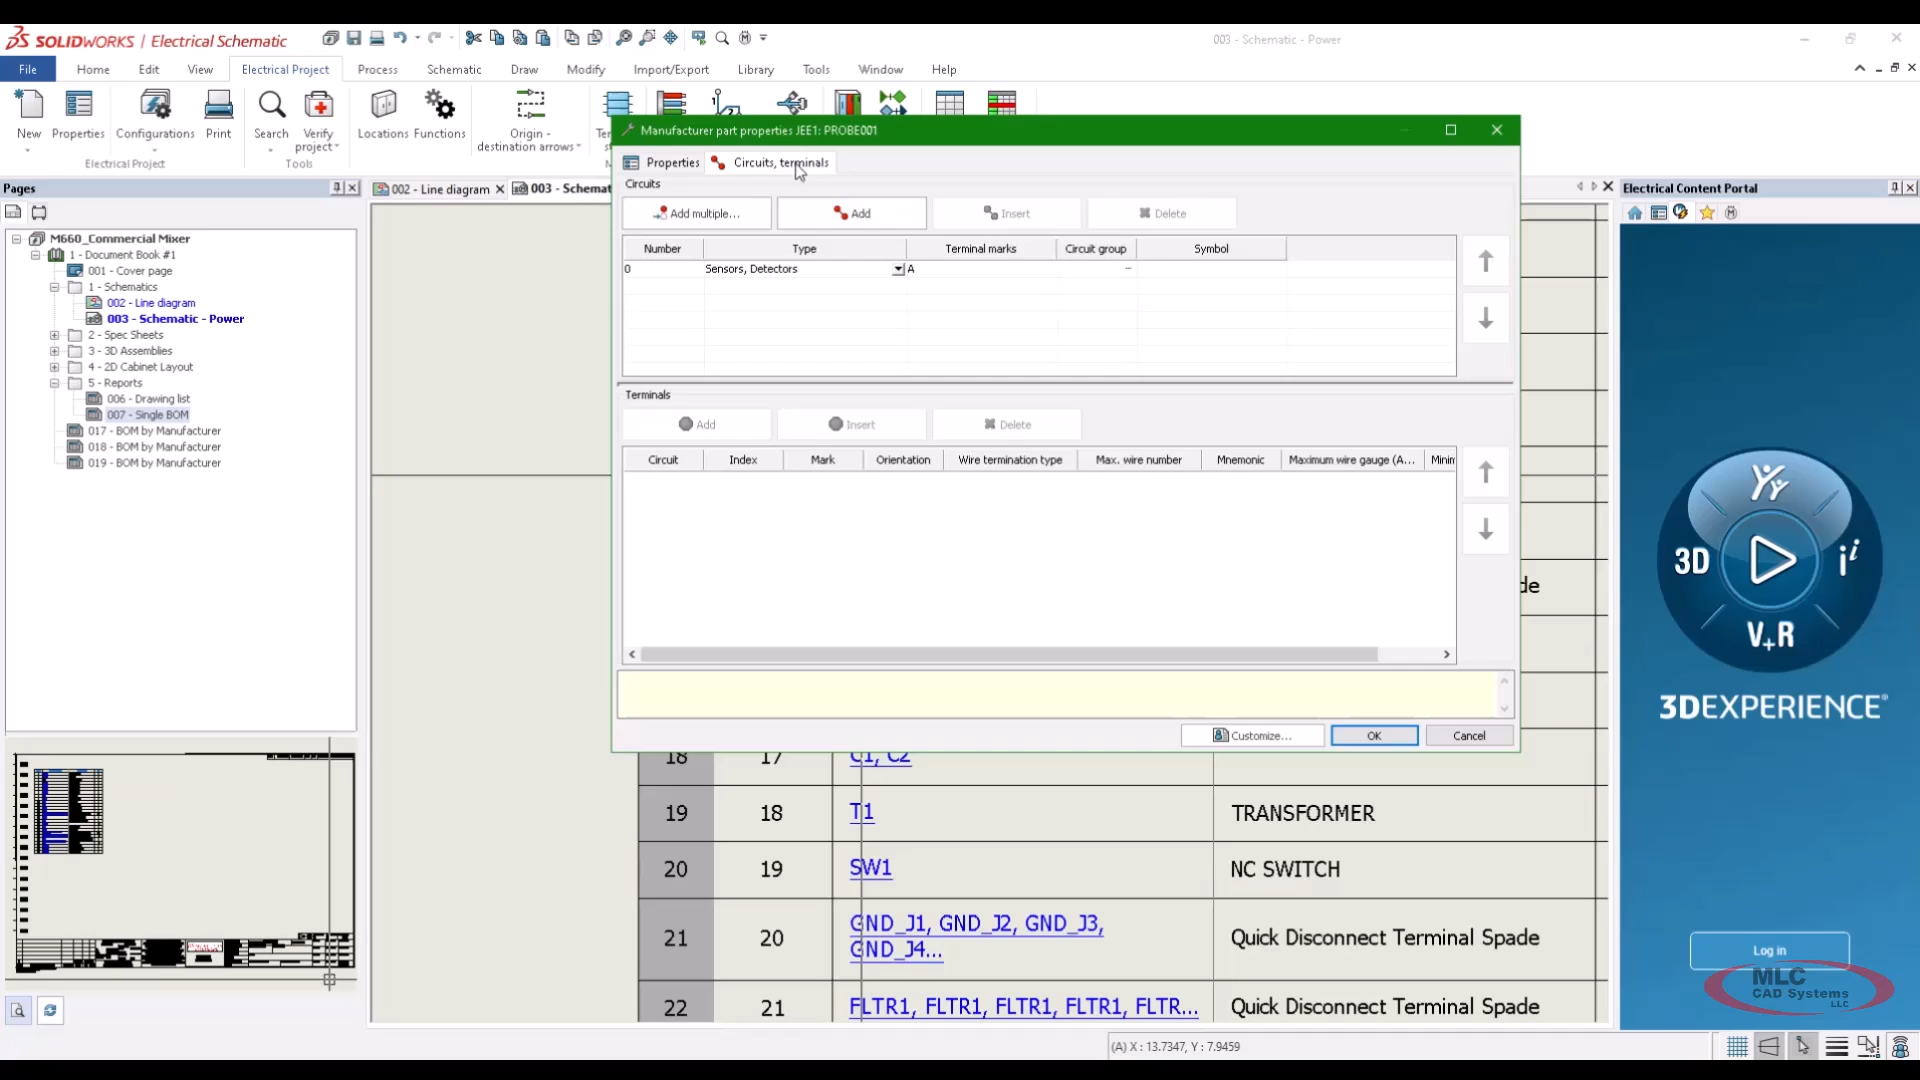 SOLIDWORKS | Electrical Schematic
003 - Schematic - Power
File Home Edit View Electrical Project Process Schematic Draw Modify Import/Export Library Tools Window Help
New Properties Configurations Print Search Verify project Locations Functions Origin - destination arrows
Electrical Project Tools
Manufacturer part properties JEE1: PROBE001
Properties Circuits, terminals
Circuits
Add multiple... Add Insert Delete
Number Type Terminal marks Circuit group Symbol
0 Sensors, Detectors A --
Terminals
Add Insert Delete
Circuit Index Mark Orientation Wire termination type Max. wire number Mnemonic Maximum wire gauge (A... Minim
Customize... OK Cancel
Pages
002 - Line diagram 003 - Schemat
M660_Commercial Mixer
1 - Document Book #1
001 - Cover page
1 - Schematics
002 - Line diagram
003 - Schematic - Power
2 - Spec Sheets
3 - 3D Assemblies
4 - 2D Cabinet Layout
5 - Reports
006 - Drawing list
007 - Single BOM
017 - BOM by Manufacturer
018 - BOM by Manufacturer
019 - BOM by Manufacturer
de
18 17 C1, C2
19 18 T1 TRANSFORMER
20 19 SW1 NC SWITCH
21 20 GND_J1, GND_J2, GND_J3, GND_J4... Quick Disconnect Terminal Spade
22 21 FLTR1, FLTR1, FLTR1, FLTR1, FLTR... Quick Disconnect Terminal Spade
Electrical Content Portal
3D
V+R
3DEXPERIENCE®
Log in
MLC
CAD Systems
LLC
(A) X : 13.7347, Y : 7.9459